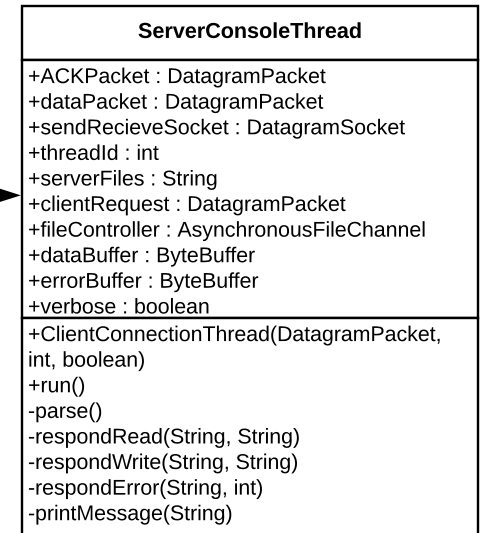 ServerConsoleThread
+ACKPacket : DatagramPacket
+dataPacket : DatagramPacket
+sendRecieveSocket : DatagramSocket
+threadId : int
+serverFiles : String
+clientRequest : DatagramPacket
+fileController : AsynchronousFileChannel
+dataBuffer : ByteBuffer
+errorBuffer : ByteBuffer
+verbose : boolean
+ClientConnectionThread(DatagramPacket,
int, boolean)
+run()
-parse()
-respondRead(String, String)
-respondWrite(String, String)
-respondError(String, int)
-printMessage(String)